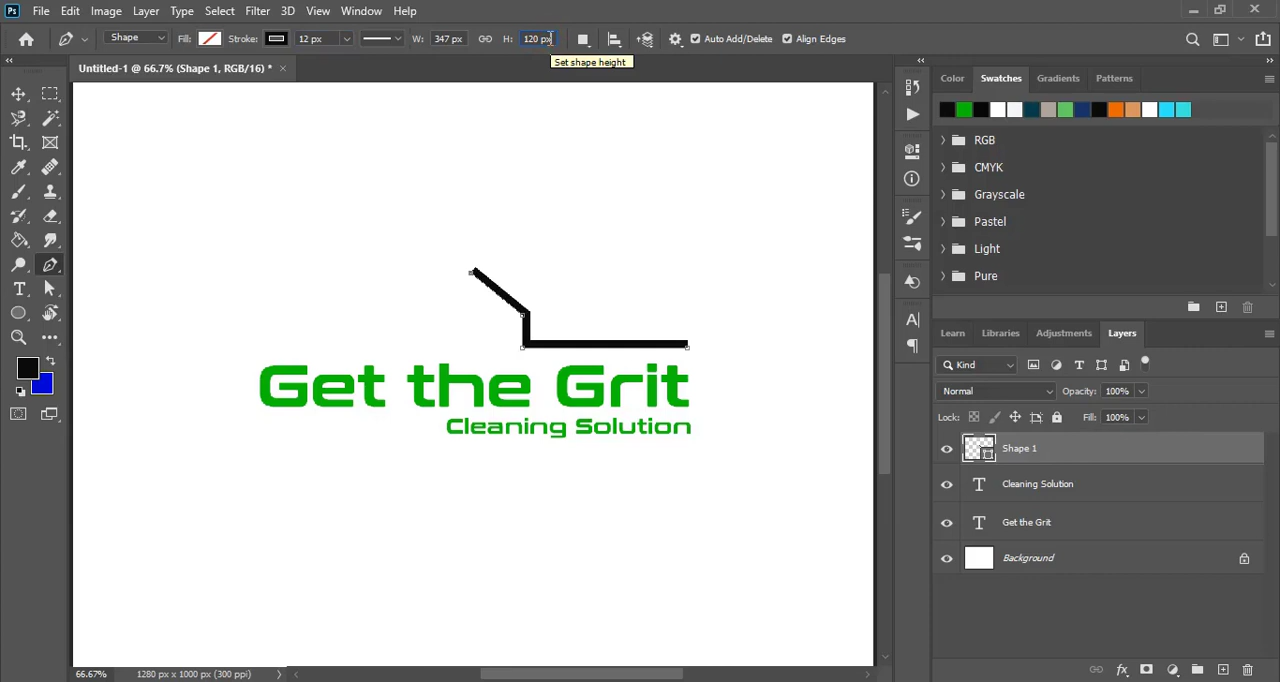 Ps File Edit Image Layer Type Select Filter 3D View Window Help
Shape Fill: Stroke: 12 px W: 347 px H: 120 px Auto Add/Delete Align Edges
Set shape height
Untitled-1 @ 66.7% (Shape 1, RGB/16) *
Color Swatches Gradients Patterns
RGB
CMYK
Grayscale
Pastel
Light
Pure
Get the Grit
Cleaning Solution
Learn Libraries Adjustments Layers
Kind
Normal Opacity: 100%
Lock: Fill: 100%
Shape 1
Cleaning Solution
Get the Grit
Background
66.67% 1280 px x 1000 px (300 ppi)